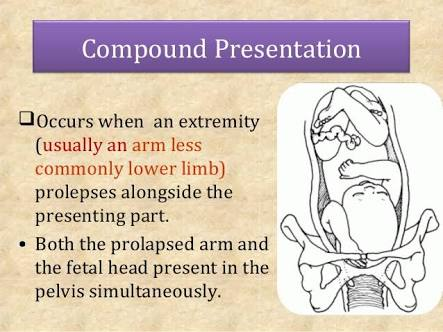 Compound Presentation
❑Occurs when an extremity
(usually an arm less
commonly lower limb)
prolepses alongside the
presenting part.
• Both the prolapsed arm and
the fetal head present in the
pelvis simultaneously.